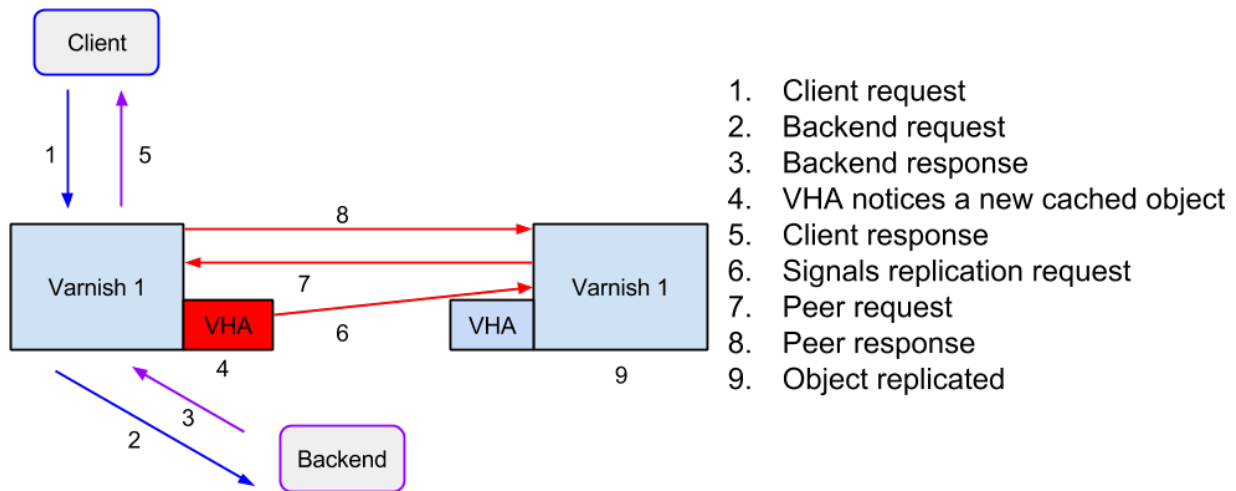 Client
1
5
8
Varnish 1
7
Varnish 1
VHA
6
VHA
4
9
3
2
Backend
1. Client request
2. Backend request
3. Backend response
4. VHA notices a new cached object
5. Client response
6. Signals replication request
7. Peer request
8. Peer response
9. Object replicated